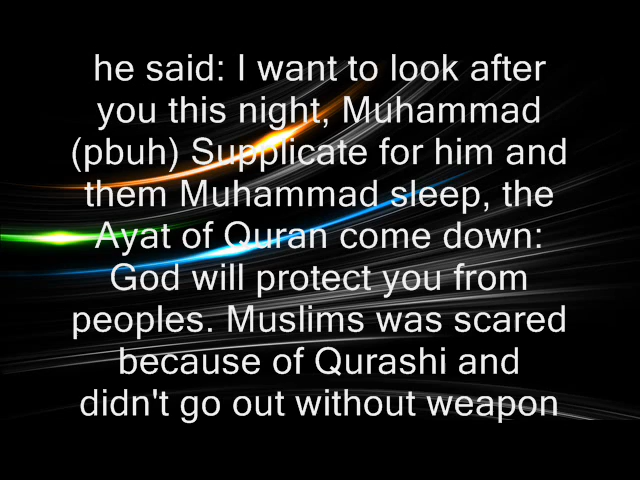 he said: I want to look after
you this night, Muhammad
(pbuh) Supplicate for him and
them Muhammad sleep, the
Ayat of Quran come down:
God will protect you from
peoples. Muslims was scared
because of Qurashi and
didn't go out without weapon